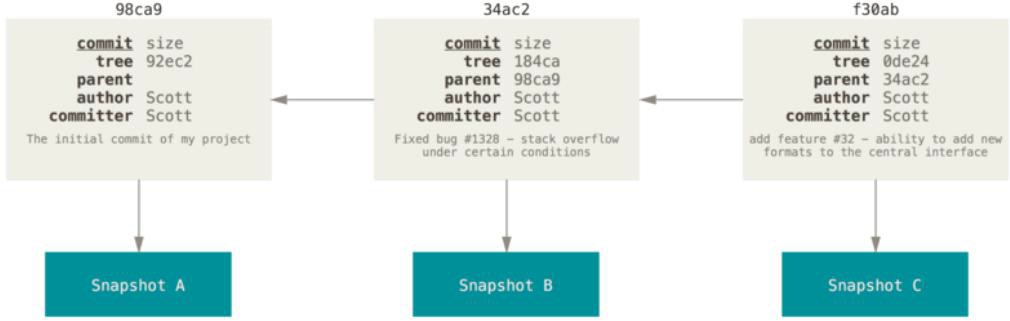 98ca9
commit size
tree 92ec2
parent
author Scott
committer Scott
The initial commit of my project
Snapshot A
34ac2
commit size
tree 184ca
parent 98ca9
author Scott
committer Scott
Fixed bug #1328 – stack overflow
under certain conditions
Snapshot B
f30ab
commit size
tree 0de24
parent 34ac2
author Scott
committer Scott
add feature #32 – ability to add new
formats to the central interface
Snapshot C